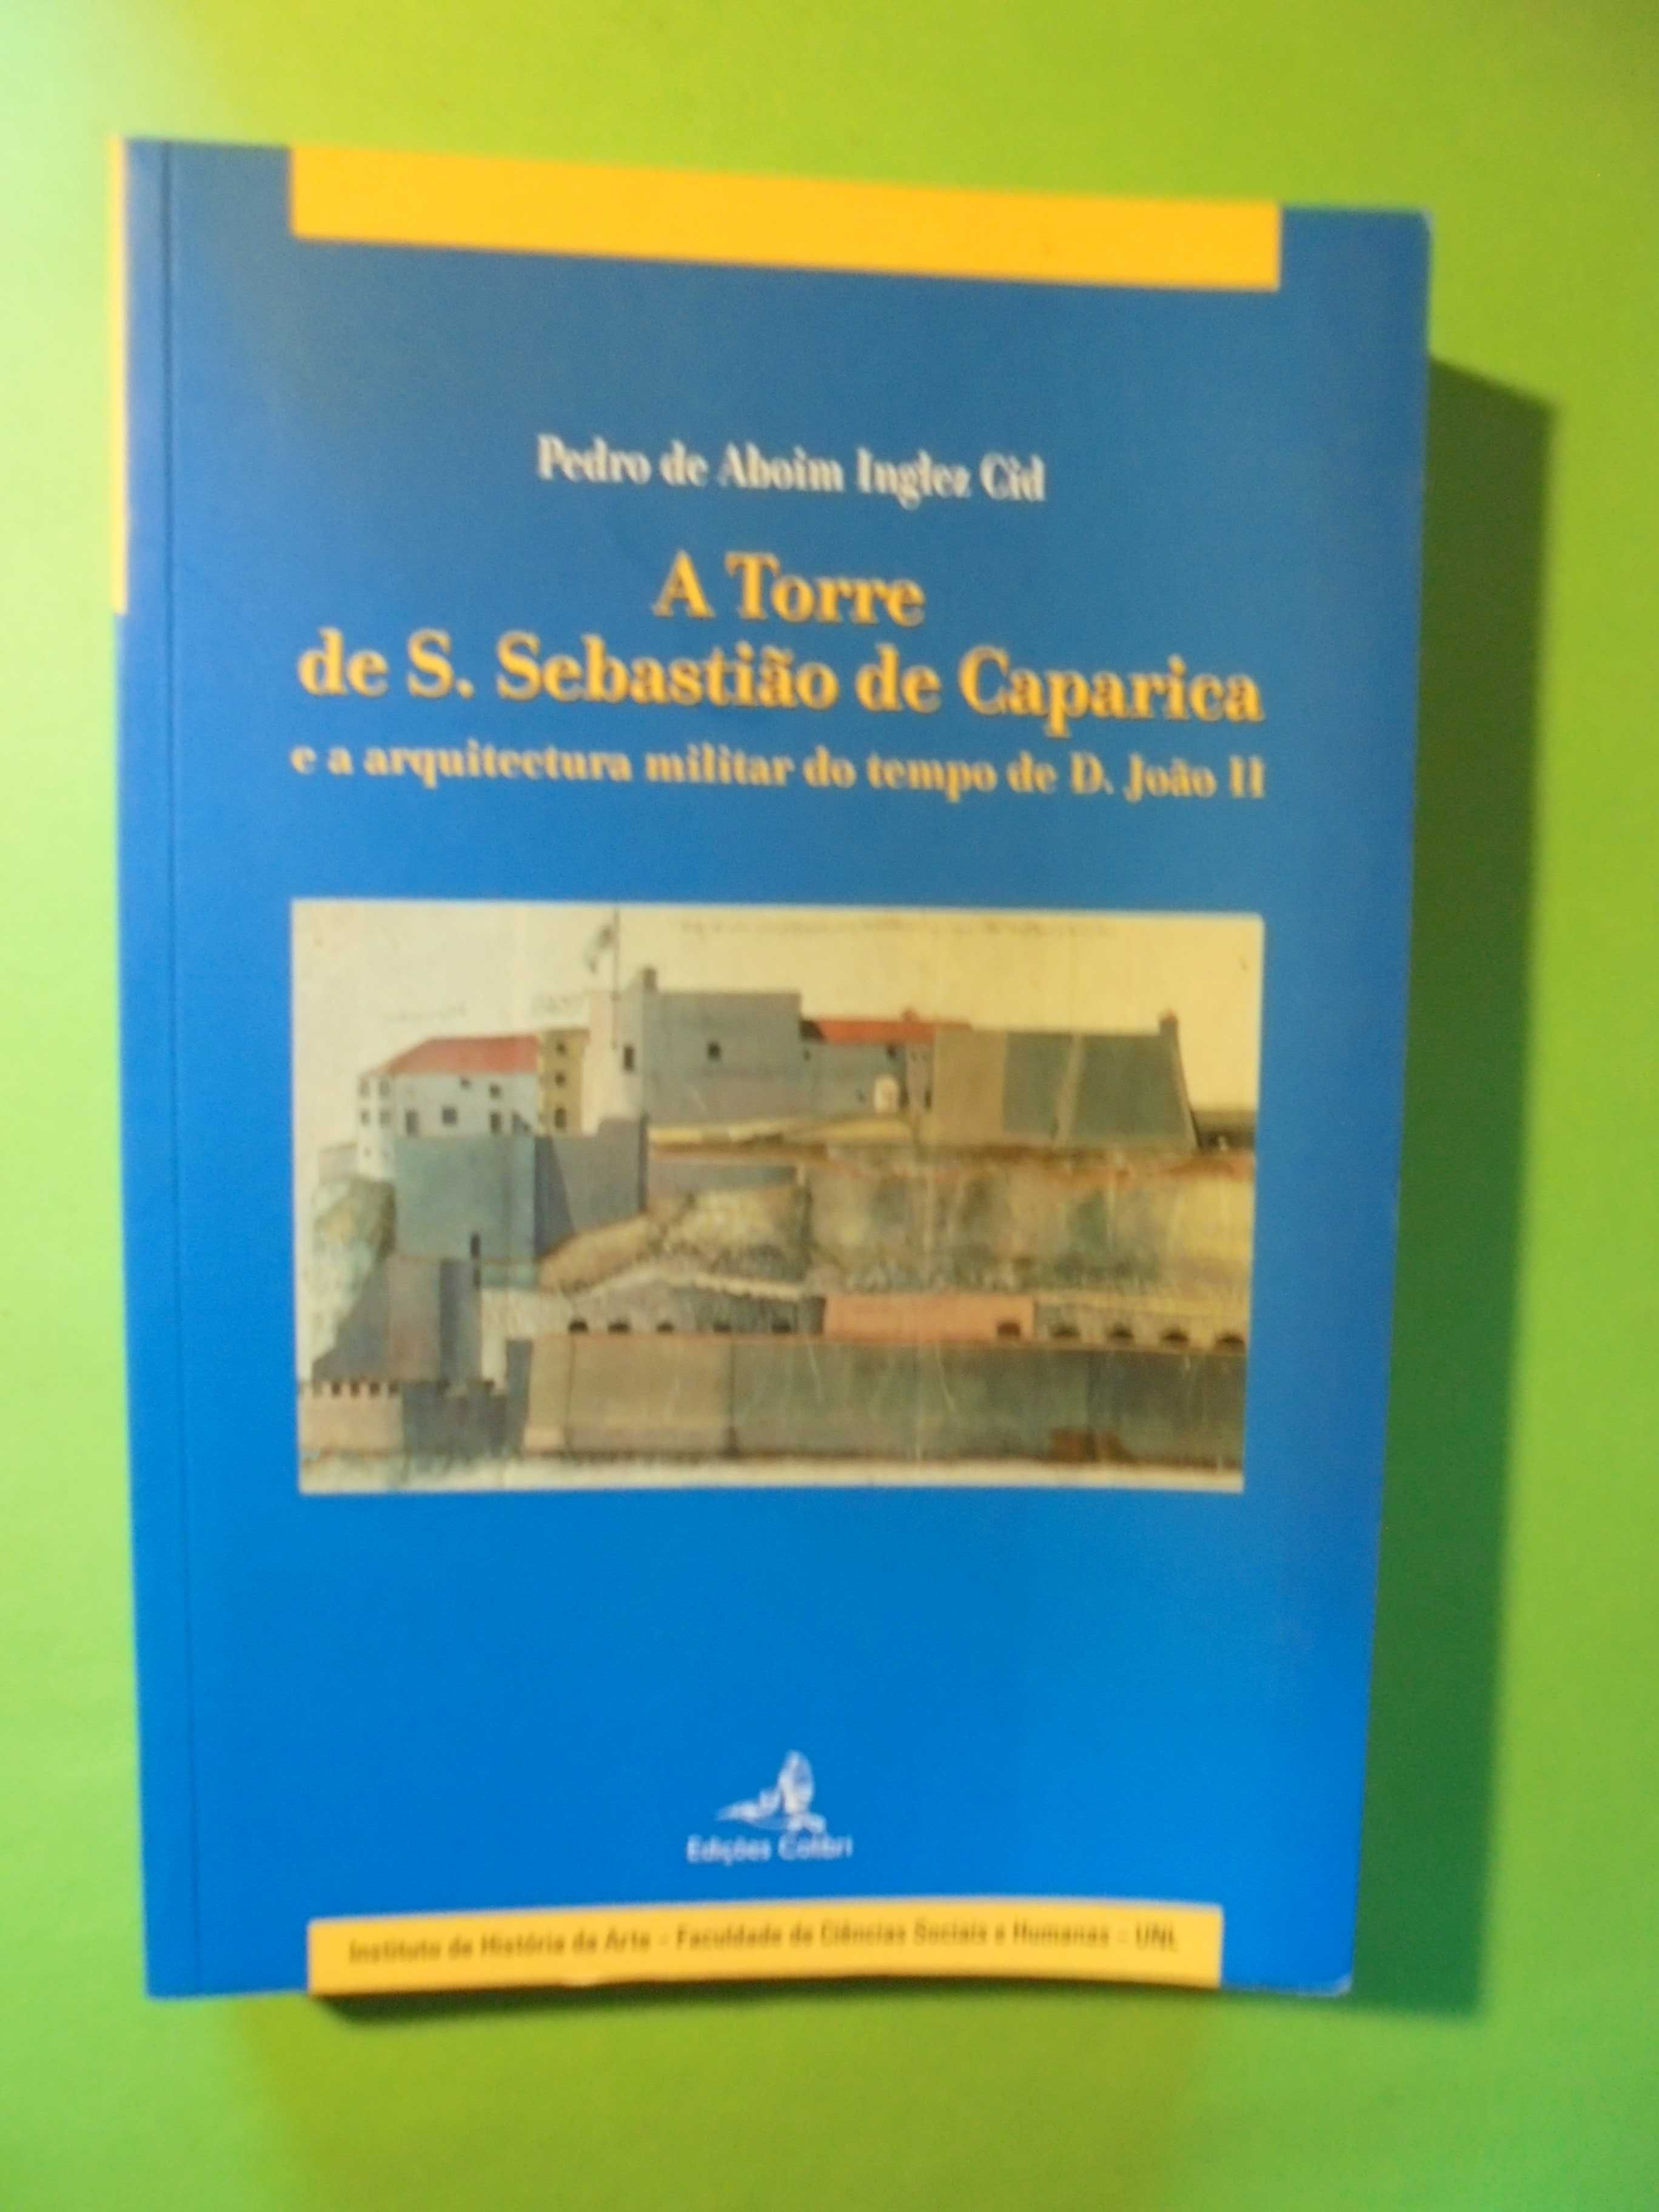 Pedro de Aboim Inglez Cid
A Torre
de S. Sebastião de Caparica
e a arquitectura militar do tempo de D. João II
Edições Colibri
Instituto de História da Arte – Faculdade de Ciências Sociais e Humanas – UNL